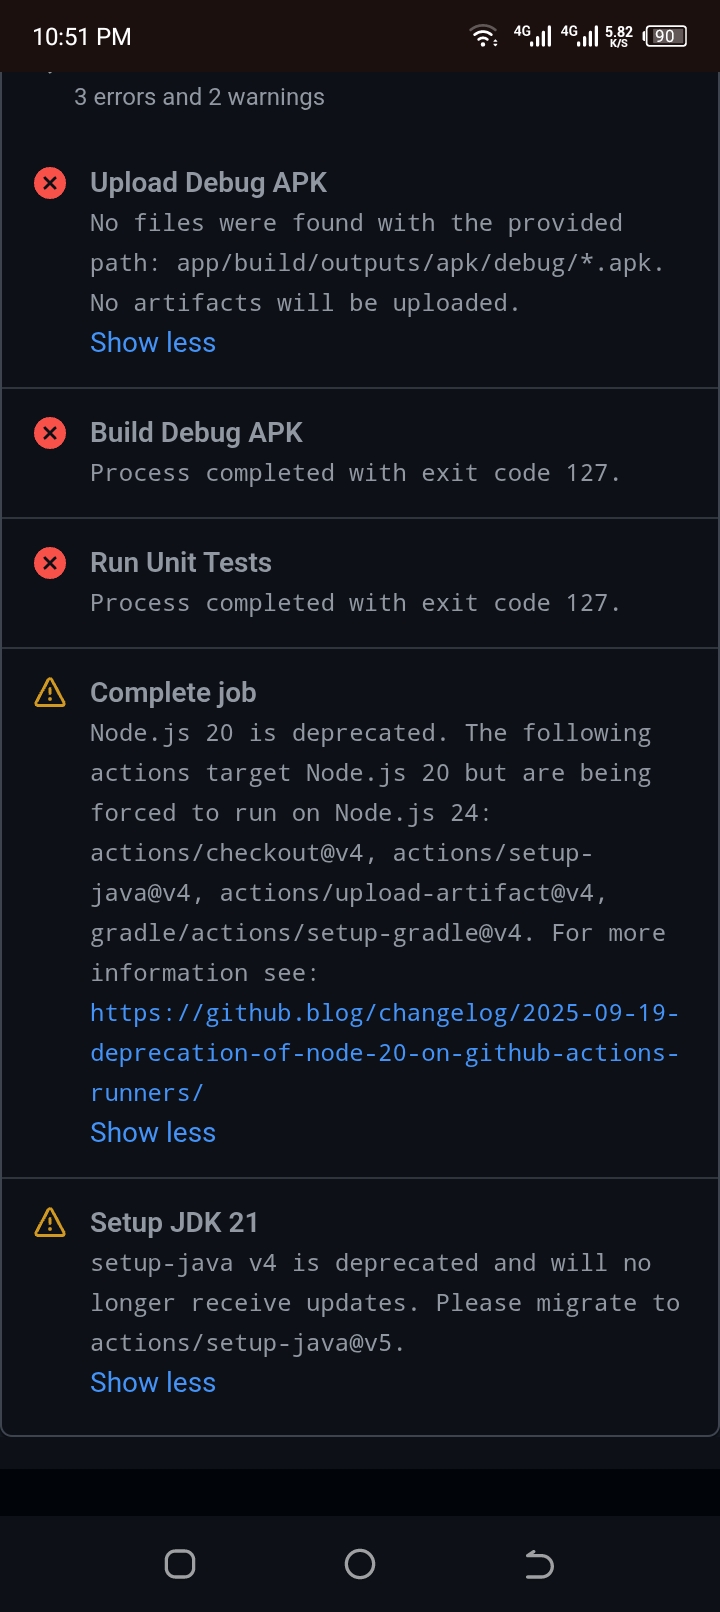 10:51 PM
4G 4G 5.82 K/S 90
3 errors and 2 warnings
Upload Debug APK
No files were found with the provided
path: app/build/outputs/apk/debug/*.apk.
No artifacts will be uploaded.
Show less
Build Debug APK
Process completed with exit code 127.
Run Unit Tests
Process completed with exit code 127.
Complete job
Node.js 20 is deprecated. The following
actions target Node.js 20 but are being
forced to run on Node.js 24:
actions/checkout@v4, actions/setup-
java@v4, actions/upload-artifact@v4,
gradle/actions/setup-gradle@v4. For more
information see:
https://github.blog/changelog/2025-09-19-
deprecation-of-node-20-on-github-actions-
runners/
Show less
Setup JDK 21
setup-java v4 is deprecated and will no
longer receive updates. Please migrate to
actions/setup-java@v5.
Show less